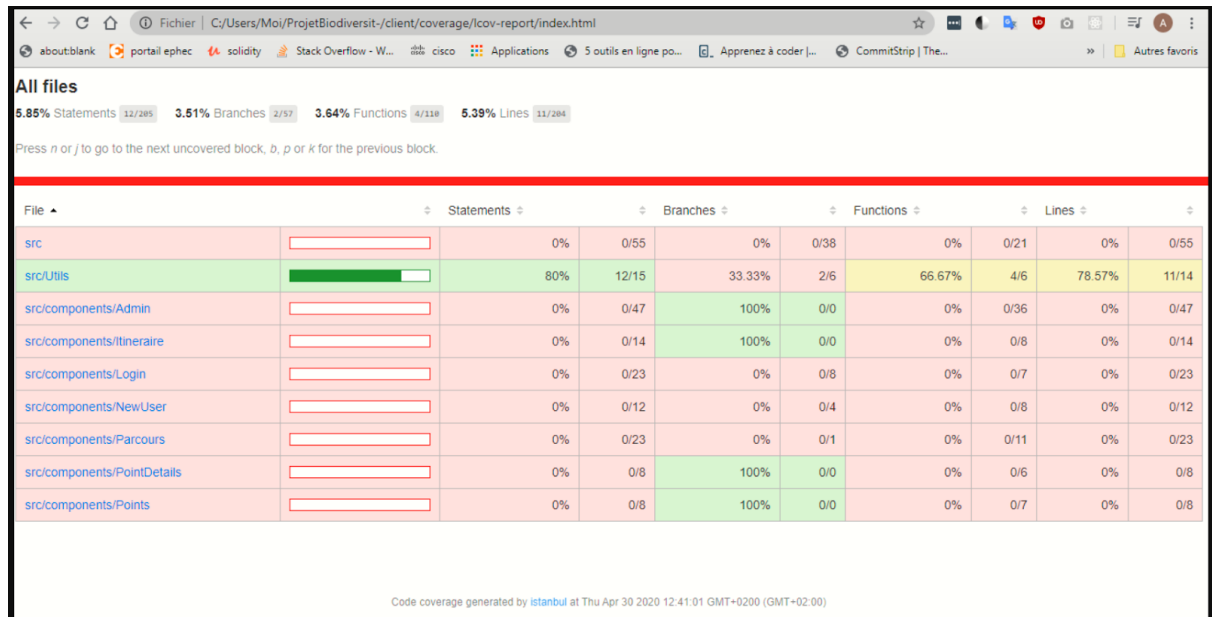 Fichier | C:/Users/Moi/ProjetBiodiversit-/client/coverage/lcov-report/index.html A
about:blank portail ephec solidity Stack Overflow - W... cisco Applications 5 outils en ligne po... Apprenez à coder |... CommitStrip | The... » Autres favoris
All files
5.85% Statements 12/205 3.51% Branches 2/57 3.64% Functions 4/110 5.39% Lines 11/204
Press n or j to go to the next uncovered block, b, p or k for the previous block.
File Statements Branches Functions Lines
src 0% 0/55 0% 0/38 0% 0/21 0% 0/55
src/Utils 80% 12/15 33.33% 2/6 66.67% 4/6 78.57% 11/14
src/components/Admin 0% 0/47 100% 0/0 0% 0/36 0% 0/47
src/components/Itineraire 0% 0/14 100% 0/0 0% 0/8 0% 0/14
src/components/Login 0% 0/23 0% 0/8 0% 0/7 0% 0/23
src/components/NewUser 0% 0/12 0% 0/4 0% 0/8 0% 0/12
src/components/Parcours 0% 0/23 0% 0/1 0% 0/11 0% 0/23
src/components/PointDetails 0% 0/8 100% 0/0 0% 0/6 0% 0/8
src/components/Points 0% 0/8 100% 0/0 0% 0/7 0% 0/8
Code coverage generated by istanbul at Thu Apr 30 2020 12:41:01 GMT+0200 (GMT+02:00)